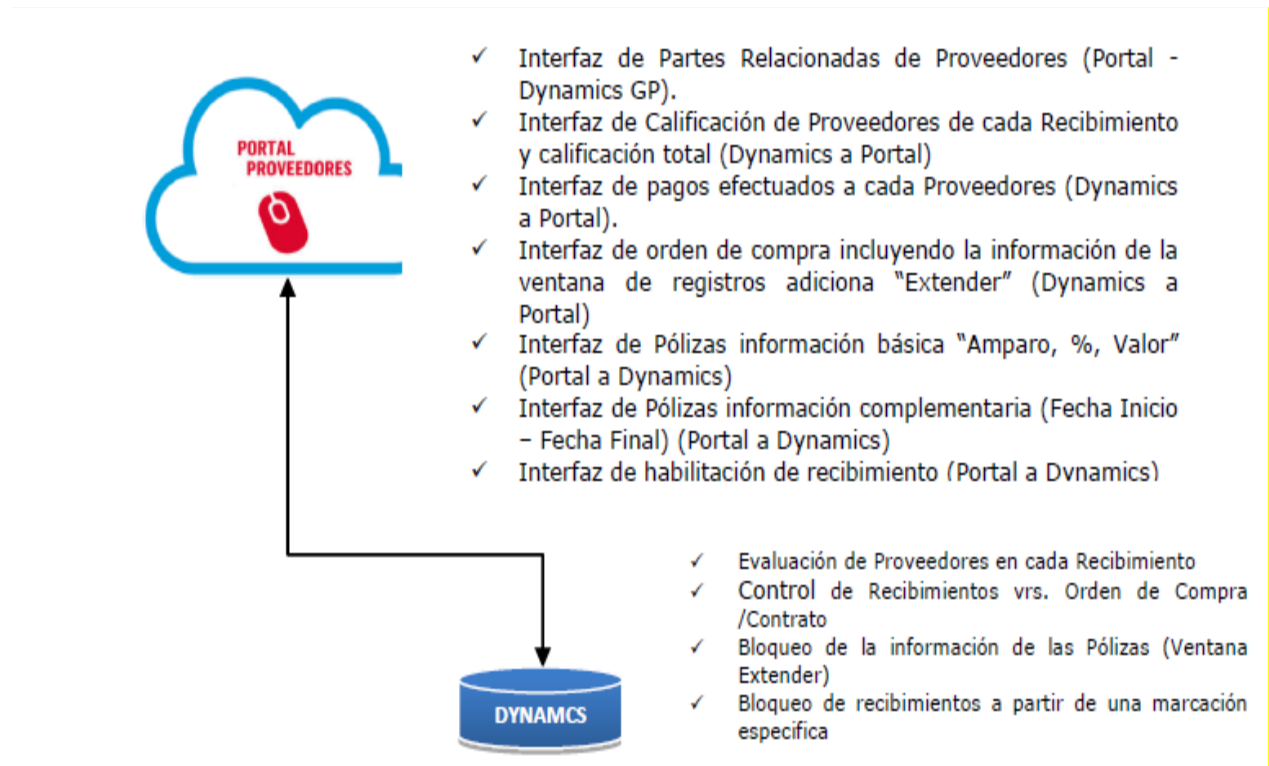 PORTAL
PROVEEDORES
✓ Interfaz de Partes Relacionadas de Proveedores (Portal -
Dynamics GP).
✓ Interfaz de Calificación de Proveedores de cada Recibimiento
y calificación total (Dynamics a Portal)
✓ Interfaz de pagos efectuados a cada Proveedores (Dynamics
a Portal).
✓ Interfaz de orden de compra incluyendo la información de la
ventana de registros adiciona “Extender” (Dynamics a
Portal)
✓ Interfaz de Pólizas información básica “Amparo, %, Valor”
(Portal a Dynamics)
✓ Interfaz de Pólizas información complementaria (Fecha Inicio
– Fecha Final) (Portal a Dynamics)
✓ Interfaz de habilitación de recibimiento (Portal a Dynamics)
✓ Evaluación de Proveedores en cada Recibimiento
✓ Control de Recibimientos vrs. Orden de Compra
/Contrato
✓ Bloqueo de la información de las Pólizas (Ventana
Extender)
✓ Bloqueo de recibimientos a partir de una marcación
especifica
DYNAMCS